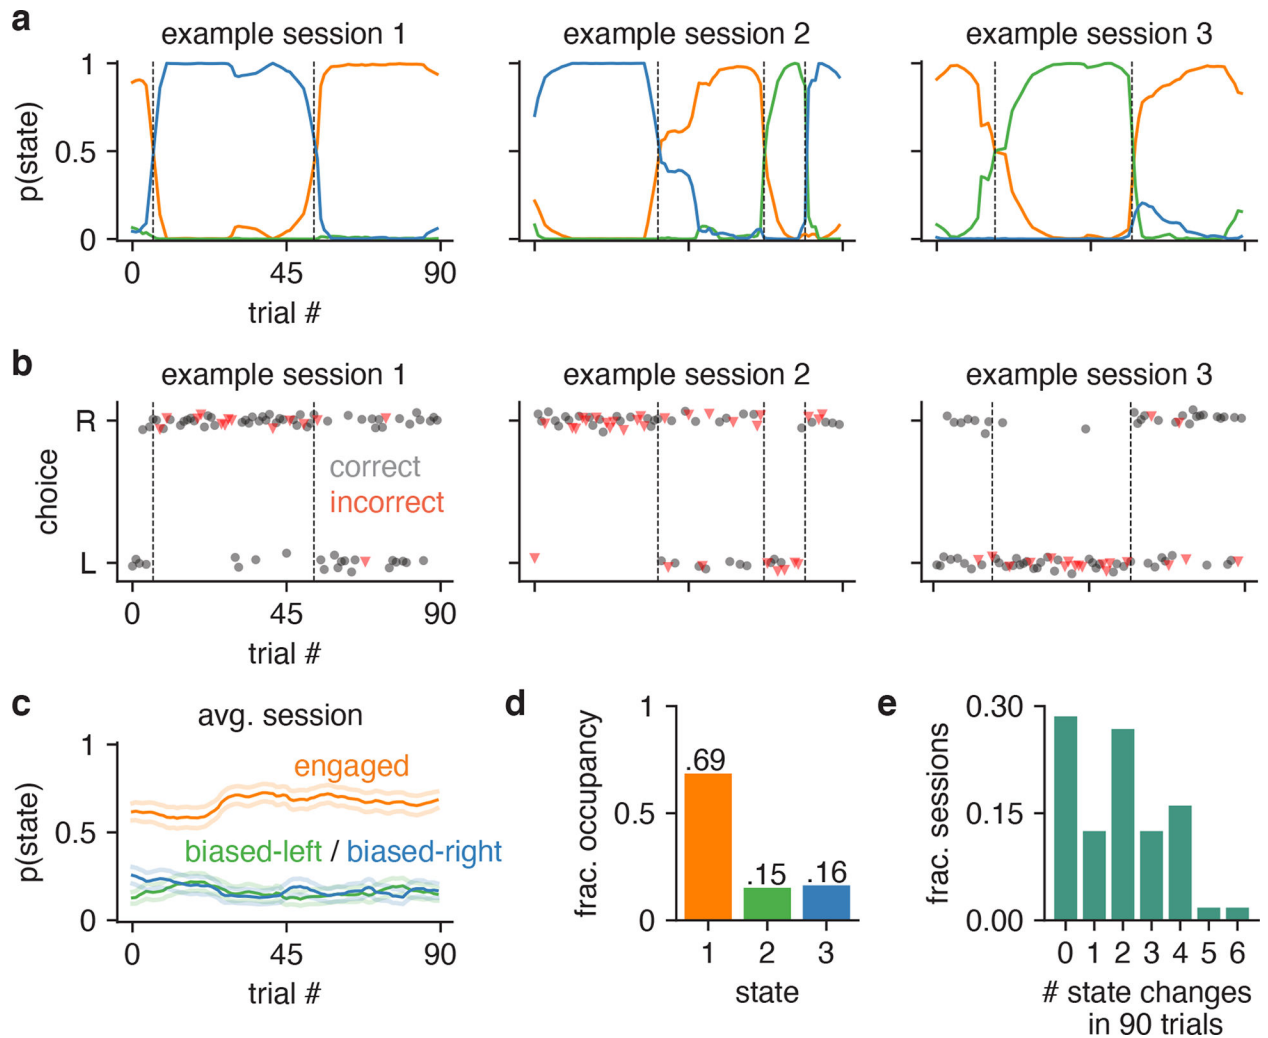 a
example session 1
example session 2
example session 3
p(state)
1
0.5
0
0
45
90
trial #
b
example session 1
example session 2
example session 3
choice
R
L
correct
incorrect
0
45
90
trial #
c
avg. session
p(state)
1
0.5
0
engaged
biased-left / biased-right
0
45
90
trial #
d
frac. occupancy
1
0.5
0
.69
.15
.16
1
2
3
state
e
frac. sessions
0.30
0.15
0.00
0
1
2
3
4
5
6
# state changes
in 90 trials